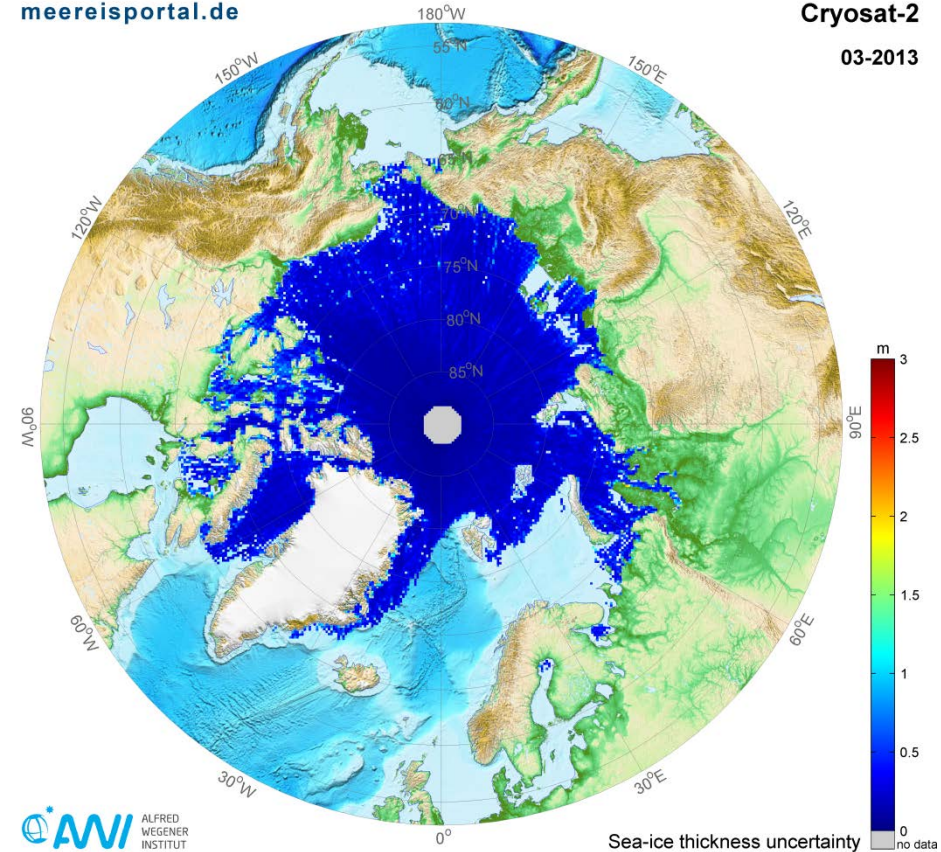 meereisportal.de
Cryosat-2
03-2013
180°W
150°W
150°E
120°W
120°E
90°W
90°E
60°W
60°E
30°W
30°E
0°
55°N
60°N
65°N
70°N
75°N
80°N
85°N
m
3
2.5
2
1.5
1
0.5
0
no data
Sea-ice thickness uncertainty
AWI
ALFRED
WEGENER
INSTITUT